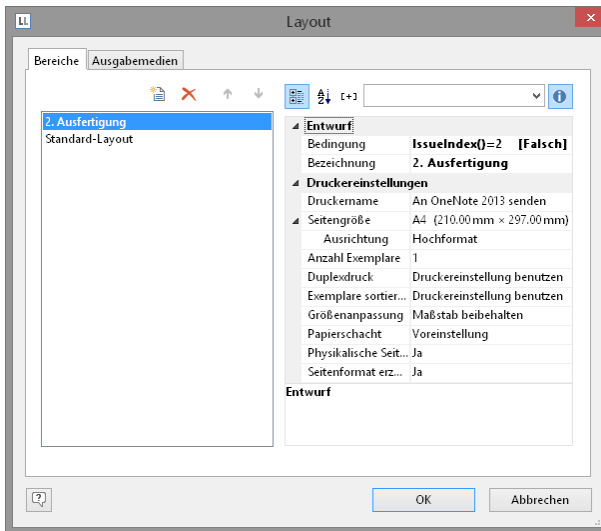 LL Layout
Bereiche Ausgabemedien
A Z [+]
2. Ausfertigung
Standard-Layout
Entwurf
Bedingung IssueIndex()=2 [Falsch]
Bezeichnung 2. Ausfertigung
Druckereinstellungen
Druckername An OneNote 2013 senden
Seitengröße A4 (210.00 mm × 297.00 mm)
Ausrichtung Hochformat
Anzahl Exemplare 1
Duplexdruck Druckereinstellung benutzen
Exemplare sortier... Druckereinstellung benutzen
Größenanpassung Maßstab beibehalten
Papierschacht Voreinstellung
Physikalische Seit... Ja
Seitenformat erz... Ja
Entwurf
OK Abbrechen